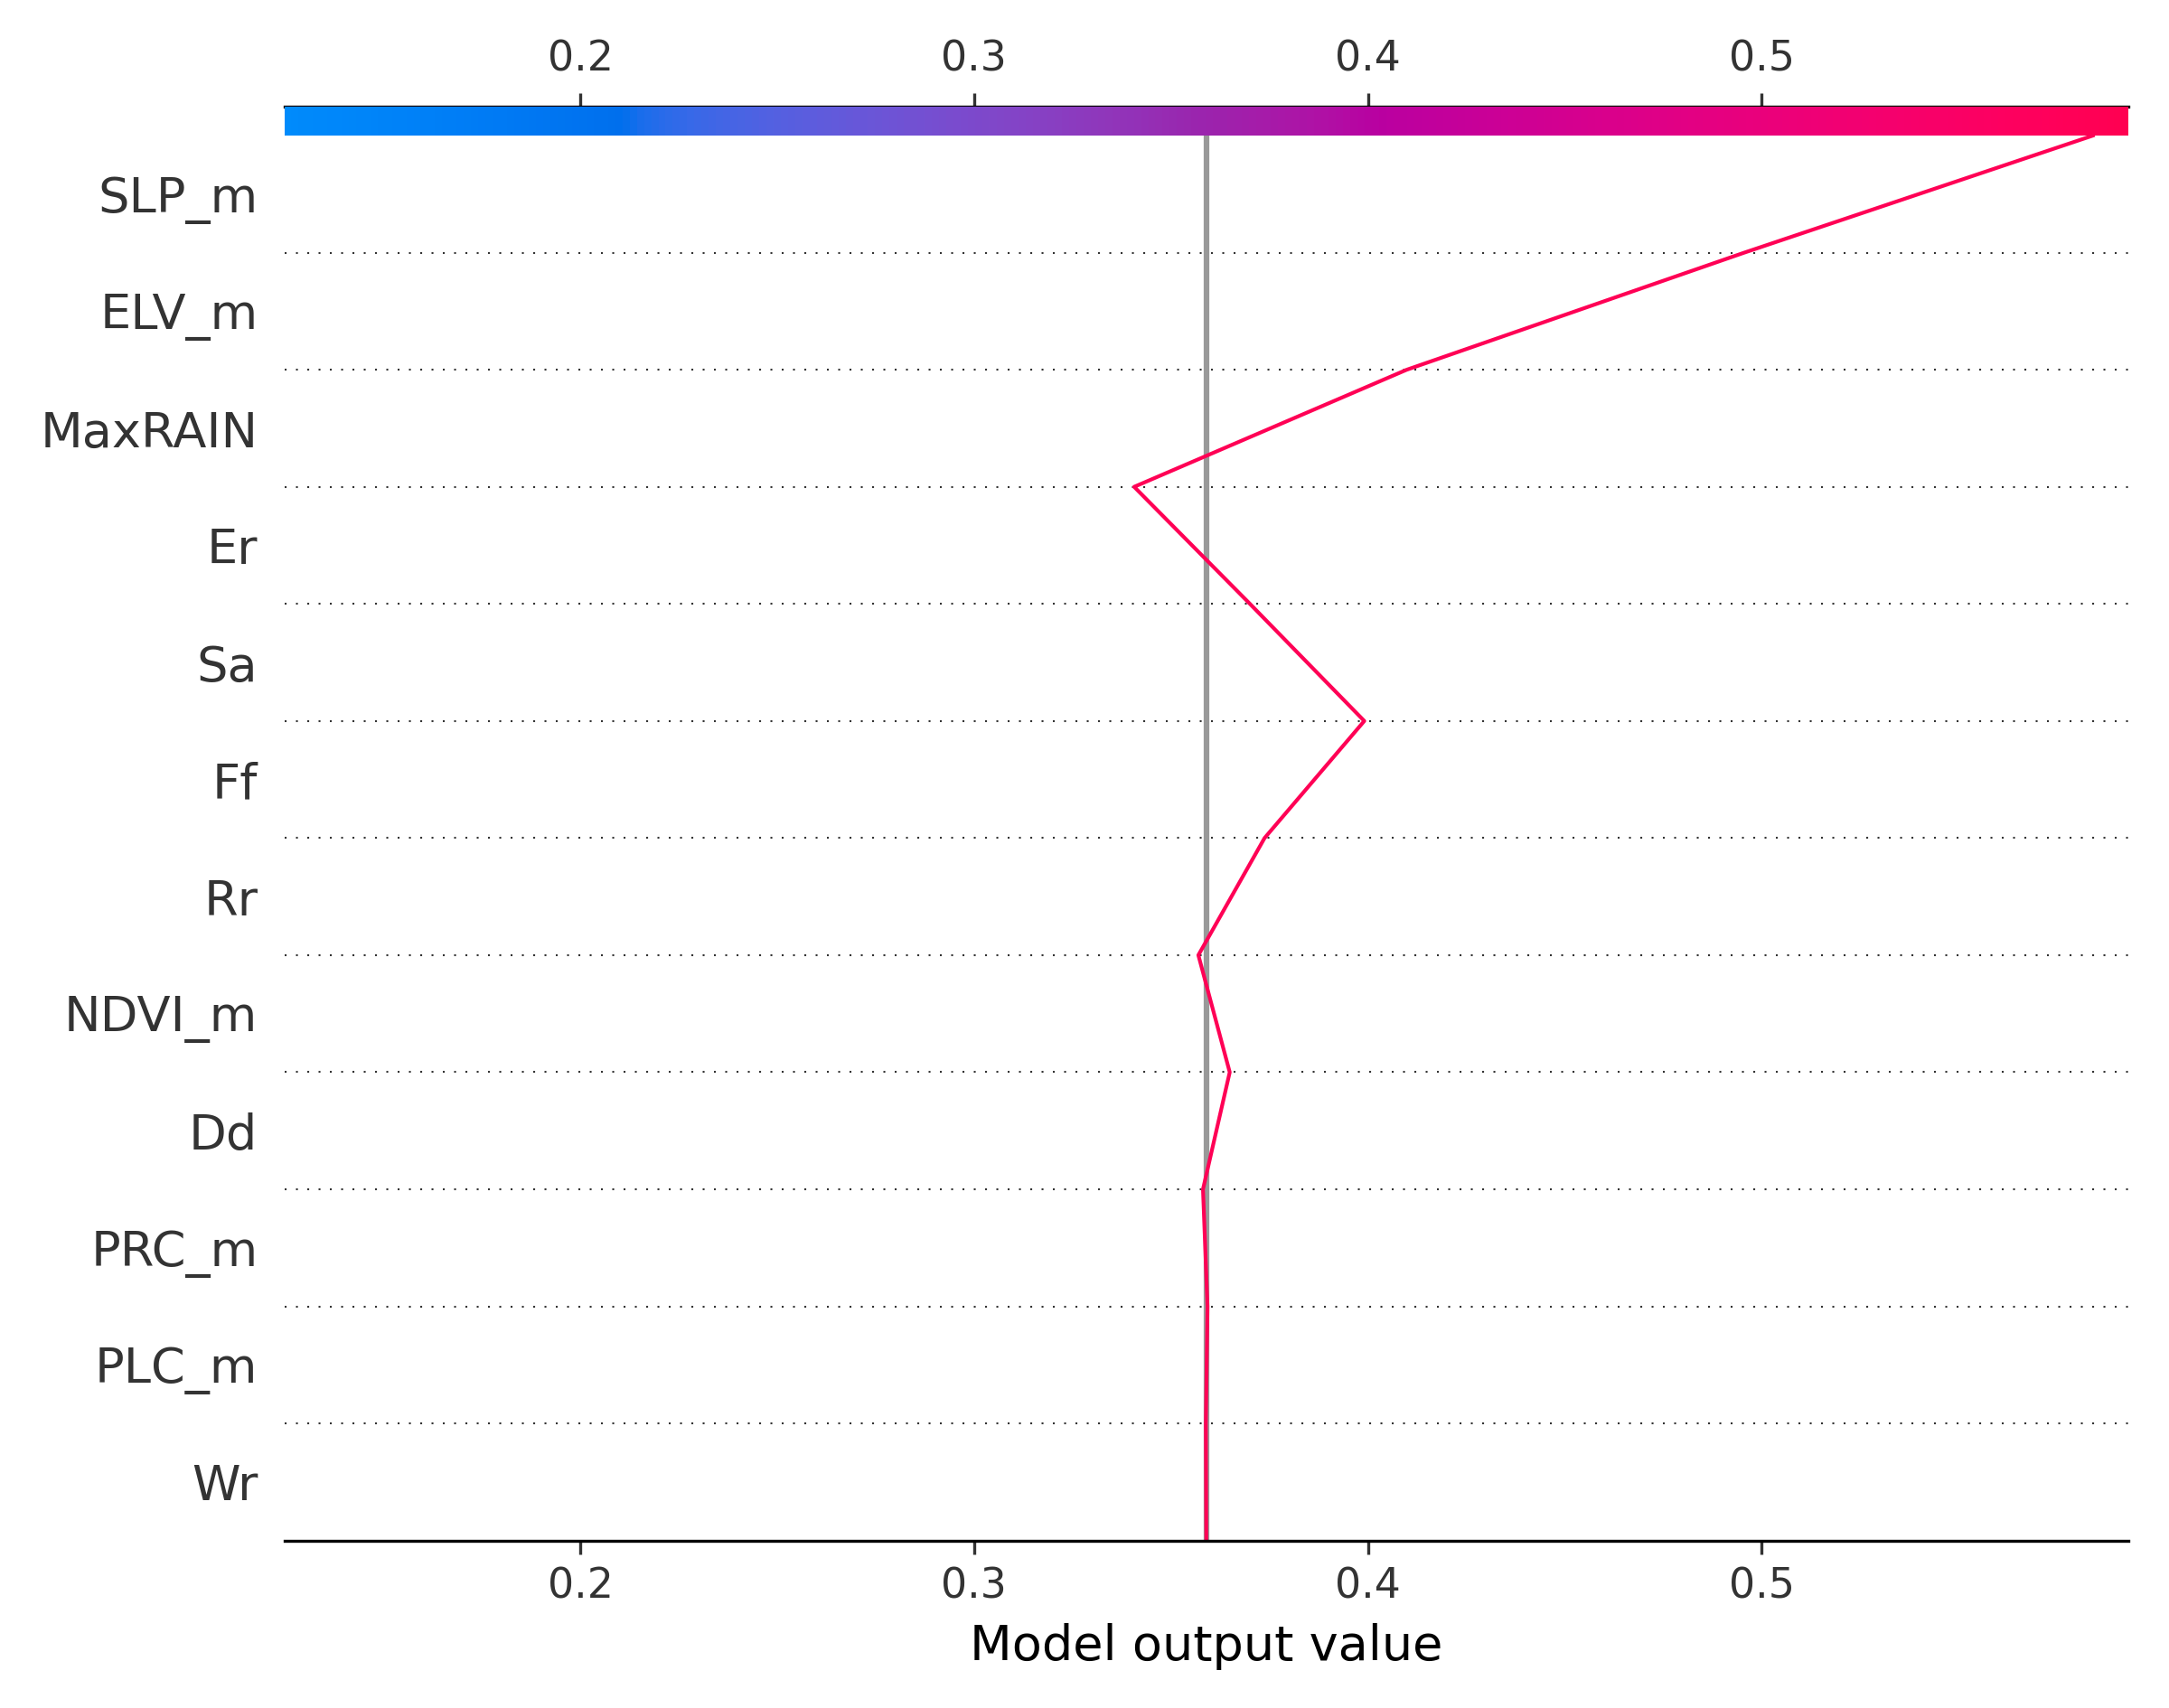 0.2 0.3 0.4 0.5
SLP_m
ELV_m
MaxRAIN
Er
Sa
Ff
Rr
NDVI_m
Dd
PRC_m
PLC_m
Wr
0.2 0.3 0.4 0.5
Model output value